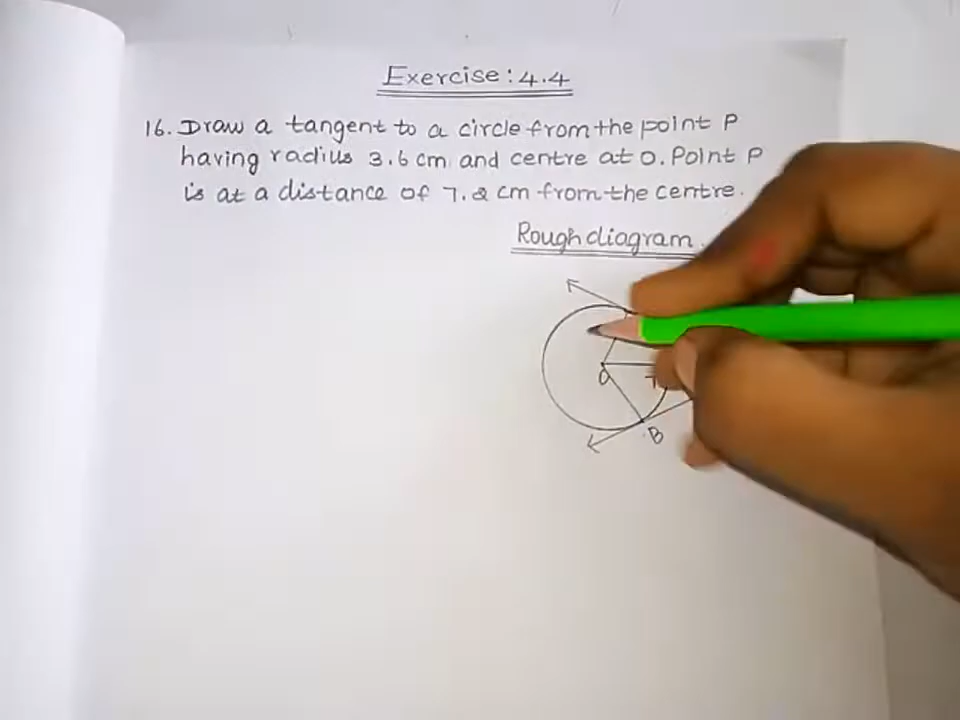 Exercise: 4.4
16. Draw a tangent to a circle from the point P
having radius 3.6 cm and centre at O. Point P
is at a distance of 7.2 cm from the centre.
Rough diagram.
O
7
B